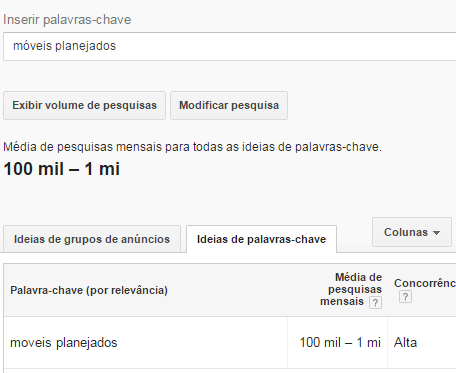 Inserir palavras-chave
móveis planejados
Exibir volume de pesquisas Modificar pesquisa
Média de pesquisas mensais para todas as ideias de palavras-chave.
100 mil – 1 mi
Colunas
Ideias de grupos de anúncios Ideias de palavras-chave
Palavra-chave (por relevância)
Média de
pesquisas
mensais ?
Concorrênc
?
moveis planejados 100 mil – 1 mi Alta